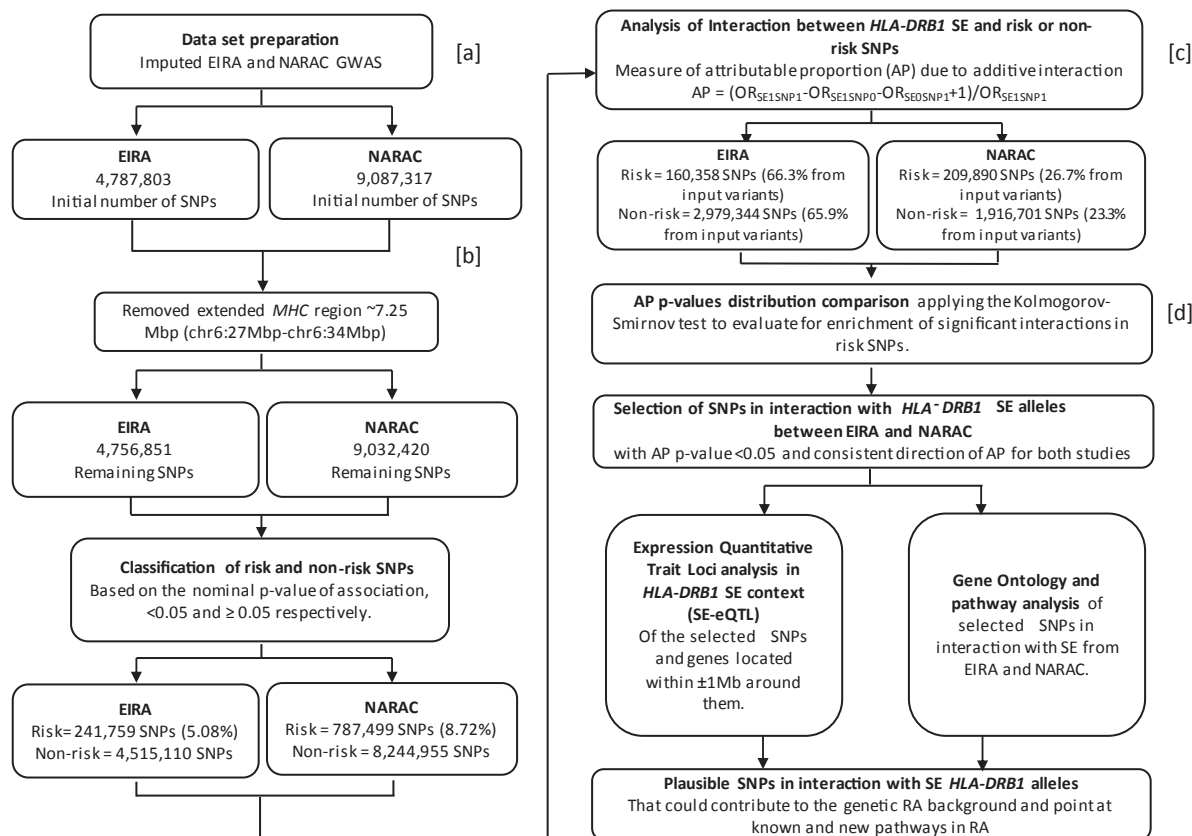 Data set preparation
Imputed EIRA and NARAC GWAS
[a]
EIRA
4,787,803
Initial number of SNPs
NARAC
9,087,317
Initial number of SNPs
[b]
Removed extended MHC region ~7.25
Mbp (chr6:27Mbp-chr6:34Mbp)
EIRA
4,756,851
Remaining SNPs
NARAC
9,032,420
Remaining SNPs
Classification of risk and non-risk SNPs
Based on the nominal p-value of association,
<0.05 and ≥ 0.05 respectively.
EIRA
Risk= 241,759 SNPs (5.08%)
Non-risk = 4,515,110 SNPs
NARAC
Risk = 787,499 SNPs (8.72%)
Non-risk = 8,244,955 SNPs
Analysis of Interaction between HLA-DRB1 SE and risk or non-
risk SNPs
Measure of attributable proportion (AP) due to additive interaction
AP = (ORSE1SNP1-ORSE1SNP0-ORSE0SNP1+1)/ORSE1SNP1
[c]
EIRA
Risk = 160,358 SNPs (66.3% from
input variants)
Non-risk = 2,979,344 SNPs (65.9%
from input variants)
NARAC
Risk = 209,890 SNPs (26.7% from
input variants)
Non-risk = 1,916,701 SNPs (23.3%
from input variants)
AP p-values distribution comparison applying the Kolmogorov-
Smirnov test to evaluate for enrichment of significant interactions in
risk SNPs.
[d]
Selection of SNPs in interaction with HLA-DRB1 SE alleles
between EIRA and NARAC
with AP p-value <0.05 and consistent direction of AP for both studies
Expression Quantitative
Trait Loci analysis in
HLA-DRB1 SE context
(SE-eQTL)
Of the selected SNPs
and genes located
within ±1Mb around
them.
Gene Ontology and
pathway analysis of
selected SNPs in
interaction with SE from
EIRA and NARAC.
Plausible SNPs in interaction with SE HLA-DRB1 alleles
That could contribute to the genetic RA background and point at
known and new pathways in RA